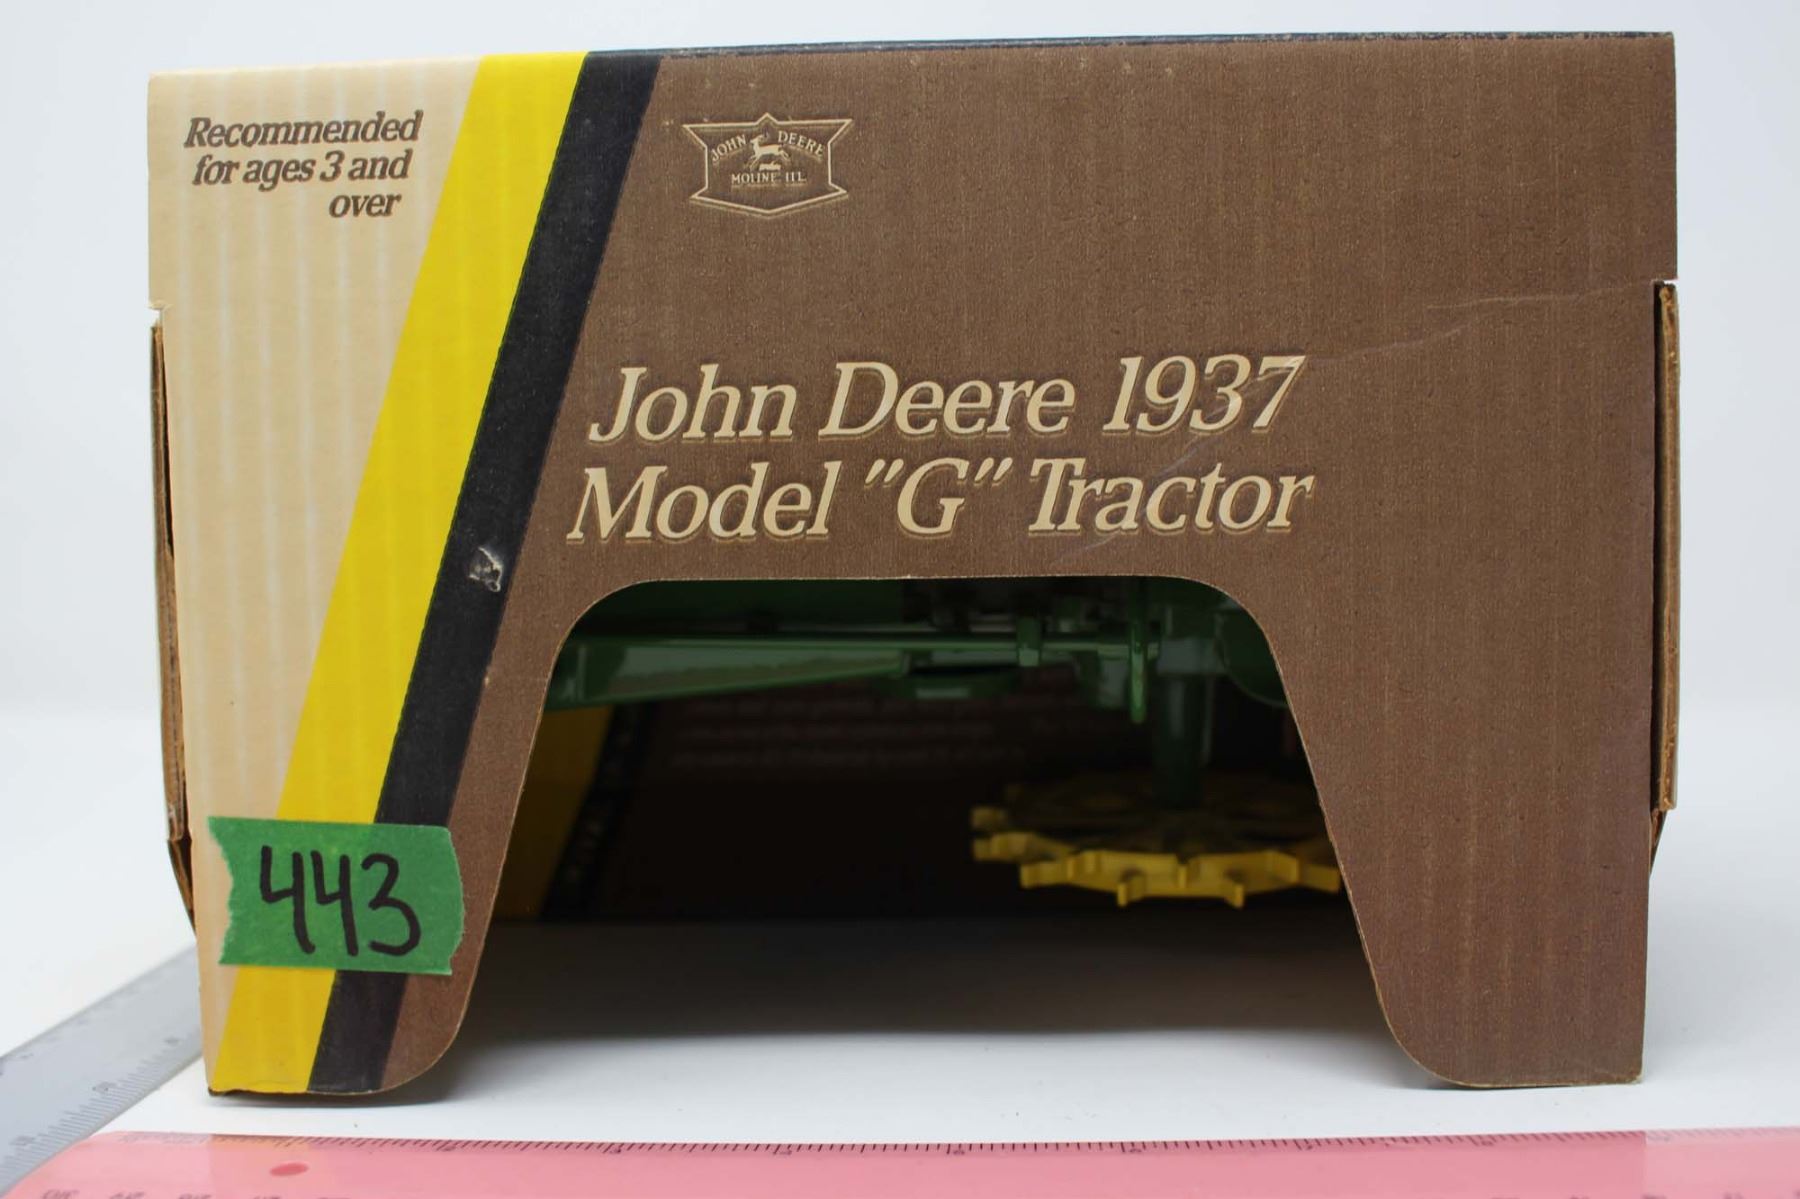 Recommended
for ages 3 and
over
JOHN DEERE
MOLINE ILL.
John Deere 1937
Model "G" Tractor
443